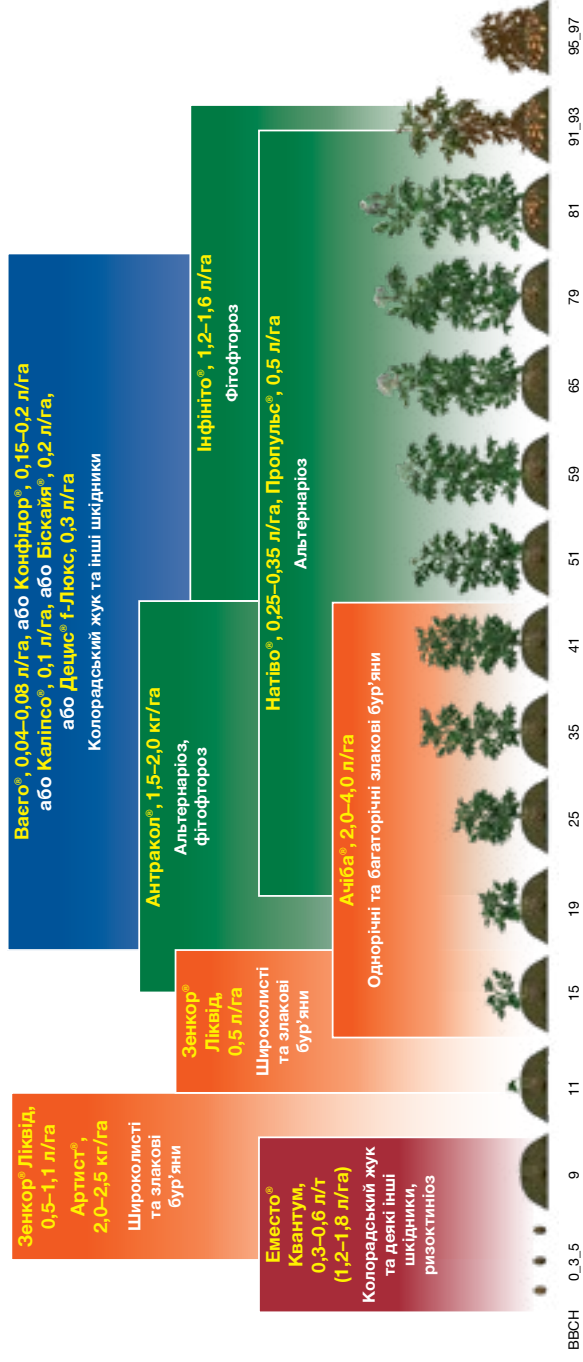 Зенкор® Ліквід,
0,5–1,1 л/га
Артист®,
2,0–2,5 кг/га
Широколисті
та злакові
бур’яни
Еместо®
Квантум,
0,3–0,6 л/т
(1,2–1,8 л/га)
Колорадський жук
та деякі інші
шкідники,
ризоктиніоз
Зенкор®
Ліквід,
0,5 л/га
Широколисті
та злакові
бур’яни
Ваєго®, 0,04–0,08 л/га, або Конфідор®, 0,15–0,2 л/га
або Каліпсо®, 0,1 л/га, або Біскайя®, 0,2 л/га,
або Децис® f-Люкс, 0,3 л/га
Колорадський жук та інші шкідники
Антракол®, 1,5–2,0 кг/га
Альтернаріоз,
фітофтороз
Інфініто®, 1,2–1,6 л/га
Фітофтороз
Натіво®, 0,25–0,35 л/га, Пропульс®, 0,5 л/га
Альтернаріоз
Ачіба®, 2,0–4,0 л/га
Однорічні та багаторічні злакові бур’яни
BBCH 0_3_5 9 11 15 19 25 35 41 51 59 65 79 81 91_93 95_97